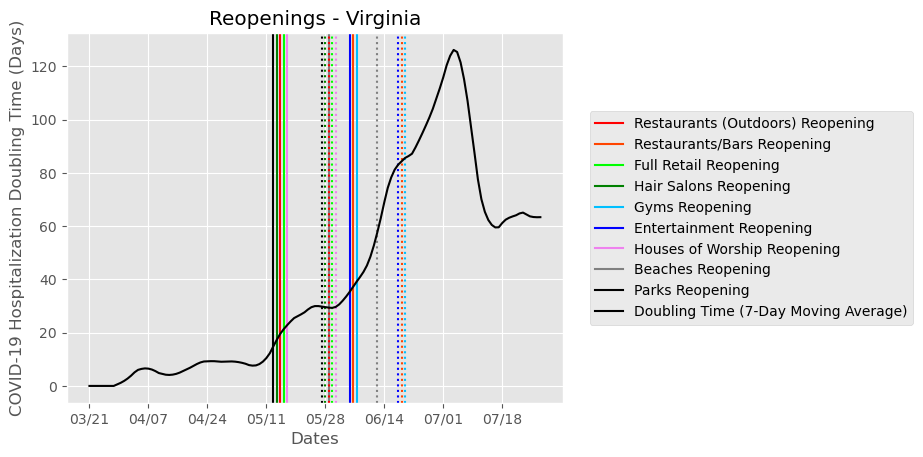 Reopenings - Virginia
COVID-19 Hospitalization Doubling Time (Days)
120
100
80
60
40
20
0
03/21 04/07 04/24 05/11 05/28 06/14 07/01 07/18
Dates
Restaurants (Outdoors) Reopening
Restaurants/Bars Reopening
Full Retail Reopening
Hair Salons Reopening
Gyms Reopening
Entertainment Reopening
Houses of Worship Reopening
Beaches Reopening
Parks Reopening
Doubling Time (7-Day Moving Average)